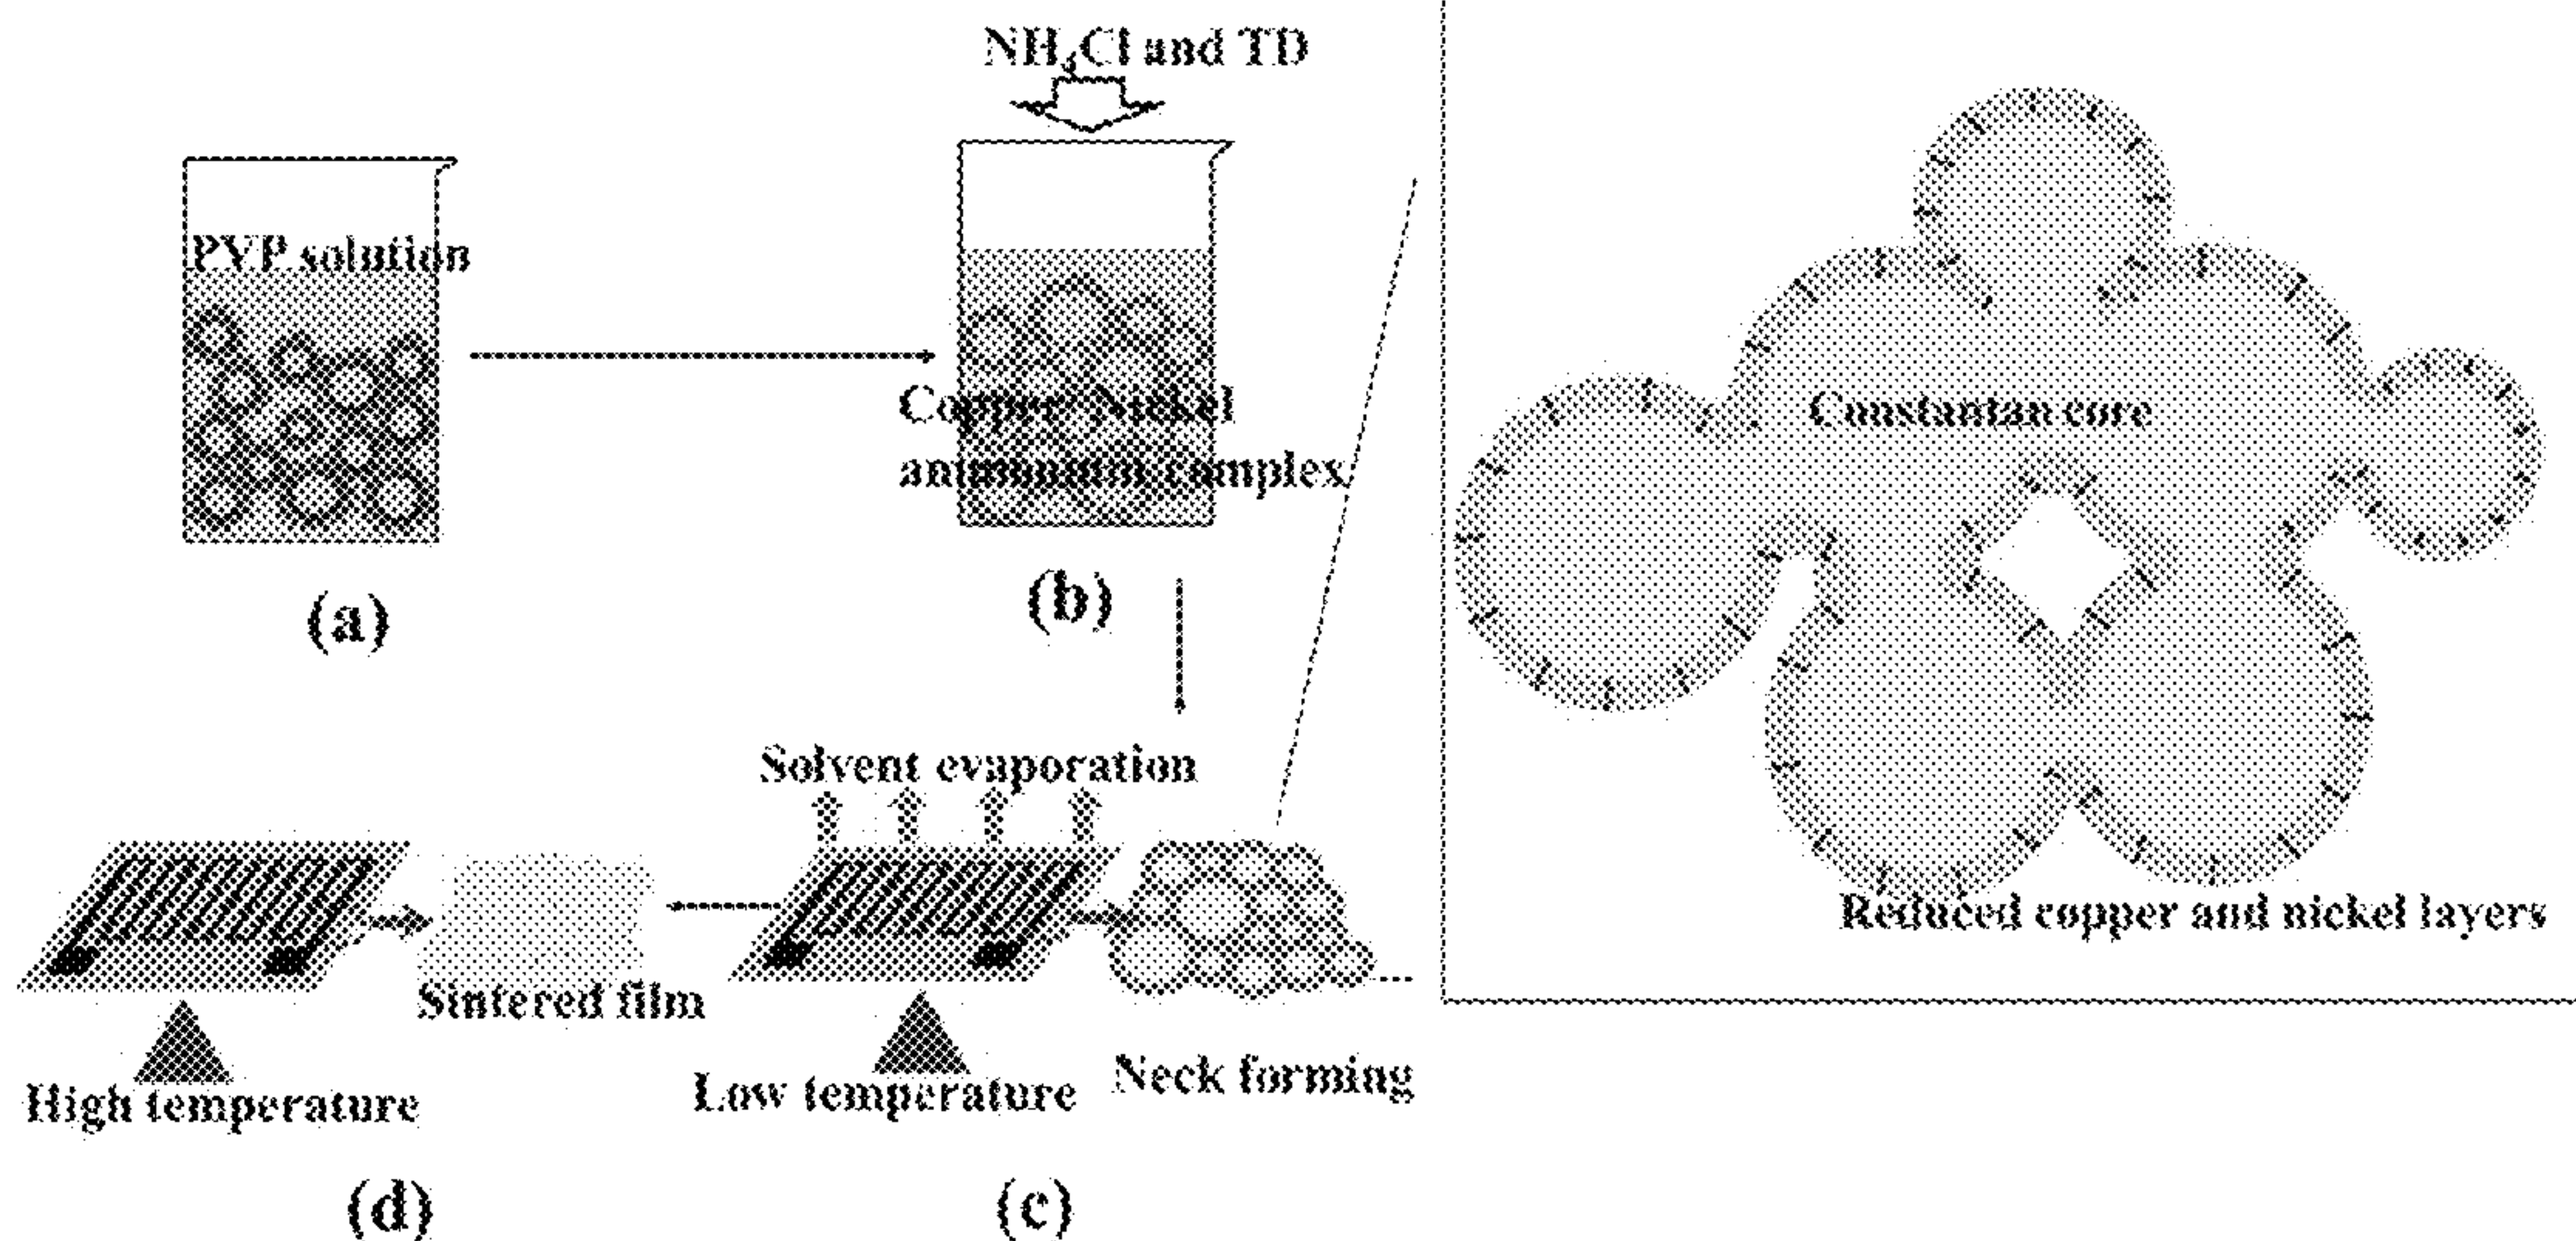 NH₄Cl and TD
PVP solution
Copper-Nickel
ammonium complex
(a)
(b)
Constantan core
Reduced copper and nickel layers
Solvent evaporation
Sintered film
High temperature
Low temperature
Neck forming
(d)
(c)